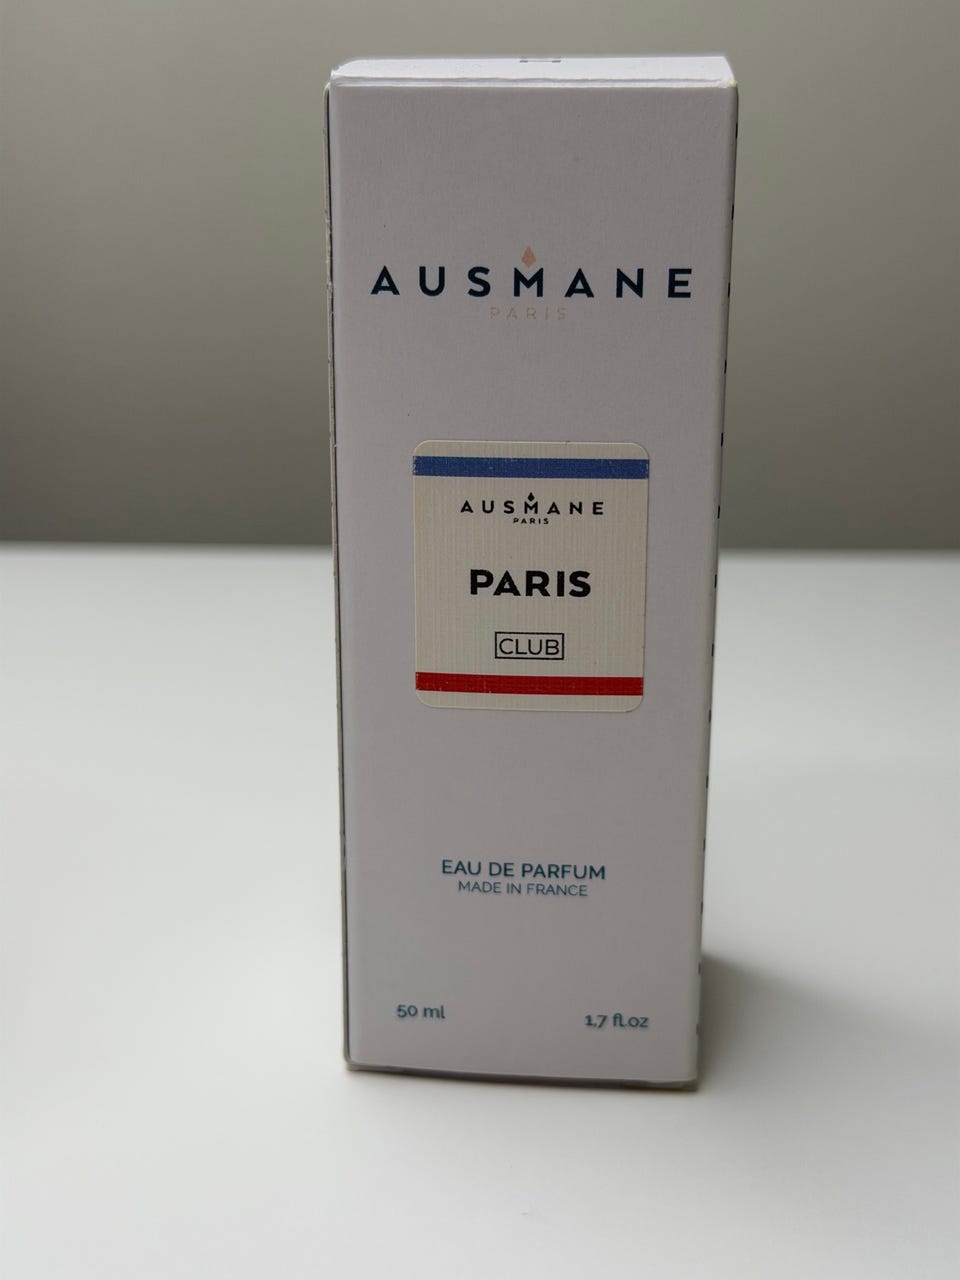 AUSMANE
PARIS
AUSMANE
PARIS
PARIS
CLUB
EAU DE PARFUM
MADE IN FRANCE
50 ml
1,7 fl.oz